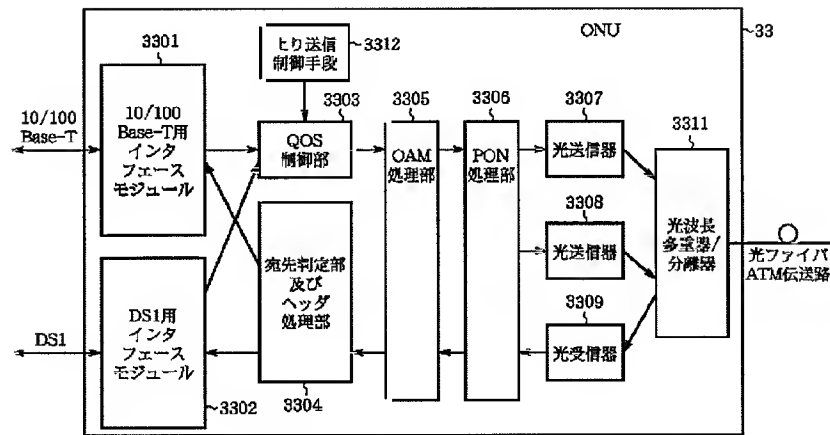 ONU
33
3301
上り送信
制御手段
3312
10/100
Base-T
10/100
Base-T用
インタ
フェース
モジュール
3303
QOS
制御部
3305
OAM
処理部
3306
PON
処理部
3307
光送信器
3308
光送信器
3309
光受信器
3311
光波長
多重器/
分離器
光ファイバ
ATM伝送路
宛先判定部
及び
ヘッダ
処理部
3304
DS1
DS1用
インタ
フェース
モジュール
3302